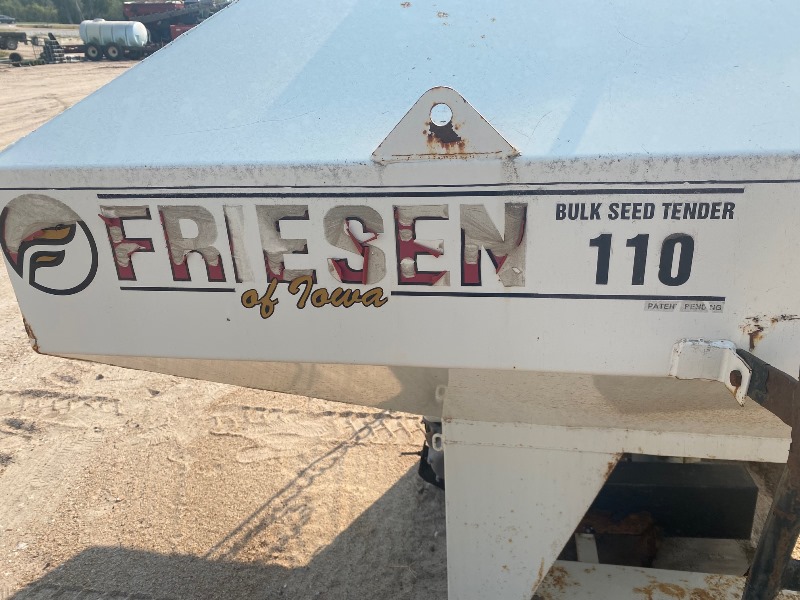 FRIESEN
of Iowa
BULK SEED TENDER
110
PATENT PENDING